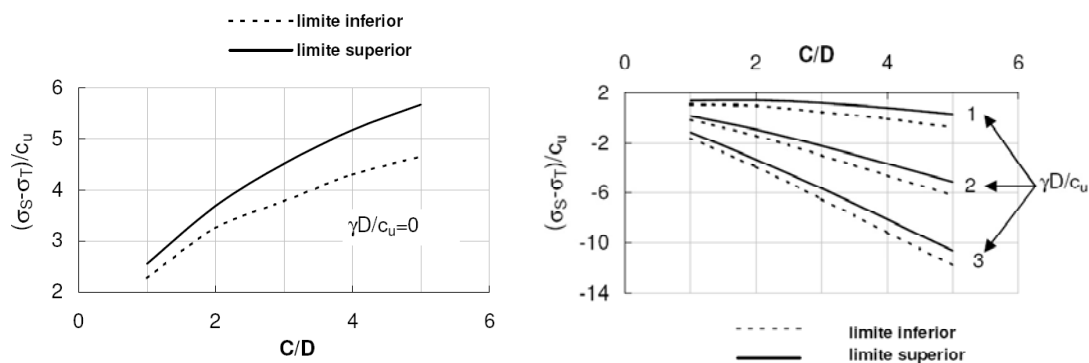 limite inferior
limite superior
(σS-σT)/cu
6
5
4
3
2
γD/cu=0
0 2 4 6
C/D
C/D
0 2 4 6
(σS-σT)/cu
2
-2
-6
-10
-14
1
2
3
γD/cu
limite inferior
limite superior